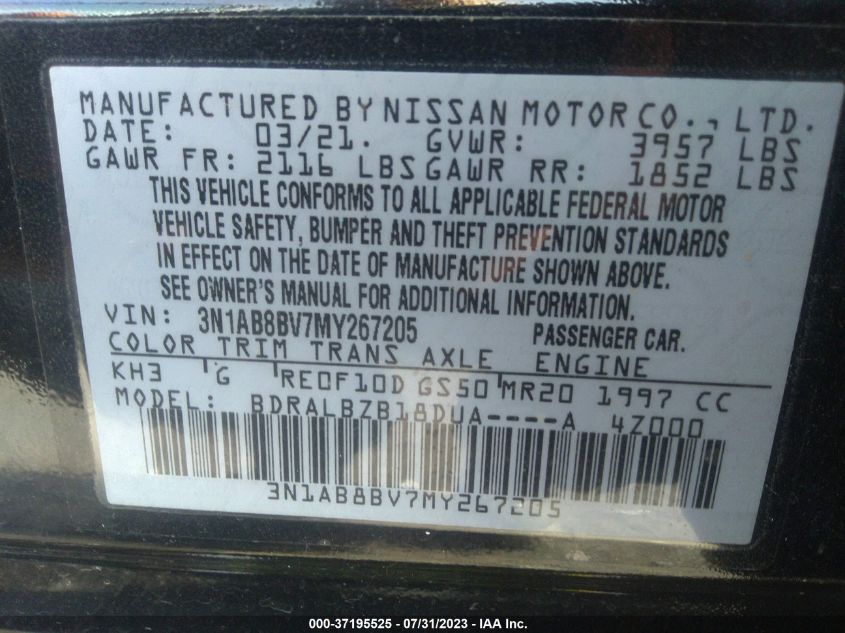 MANUFACTURED BY NISSAN MOTOR CO., LTD.
DATE: 03/21. GVWR: 3957 LBS
GAWR FR: 2116 LBS GAWR RR: 1852 LBS
THIS VEHICLE CONFORMS TO ALL APPLICABLE FEDERAL MOTOR
VEHICLE SAFETY, BUMPER AND THEFT PREVENTION STANDARDS
IN EFFECT ON THE DATE OF MANUFACTURE SHOWN ABOVE.
SEE OWNER'S MANUAL FOR ADDITIONAL INFORMATION.
VIN: 3N1AB8BV7MY267205 PASSENGER CAR.
COLOR TRIM TRANS AXLE ENGINE
KH3 G RE0F10D GS50 MR20 1997 CC
MODEL: BDRALBZB18DUA----A 4Z000
3N1AB8BV7MY267205
000-37195525 - 07/31/2023 - IAA Inc.